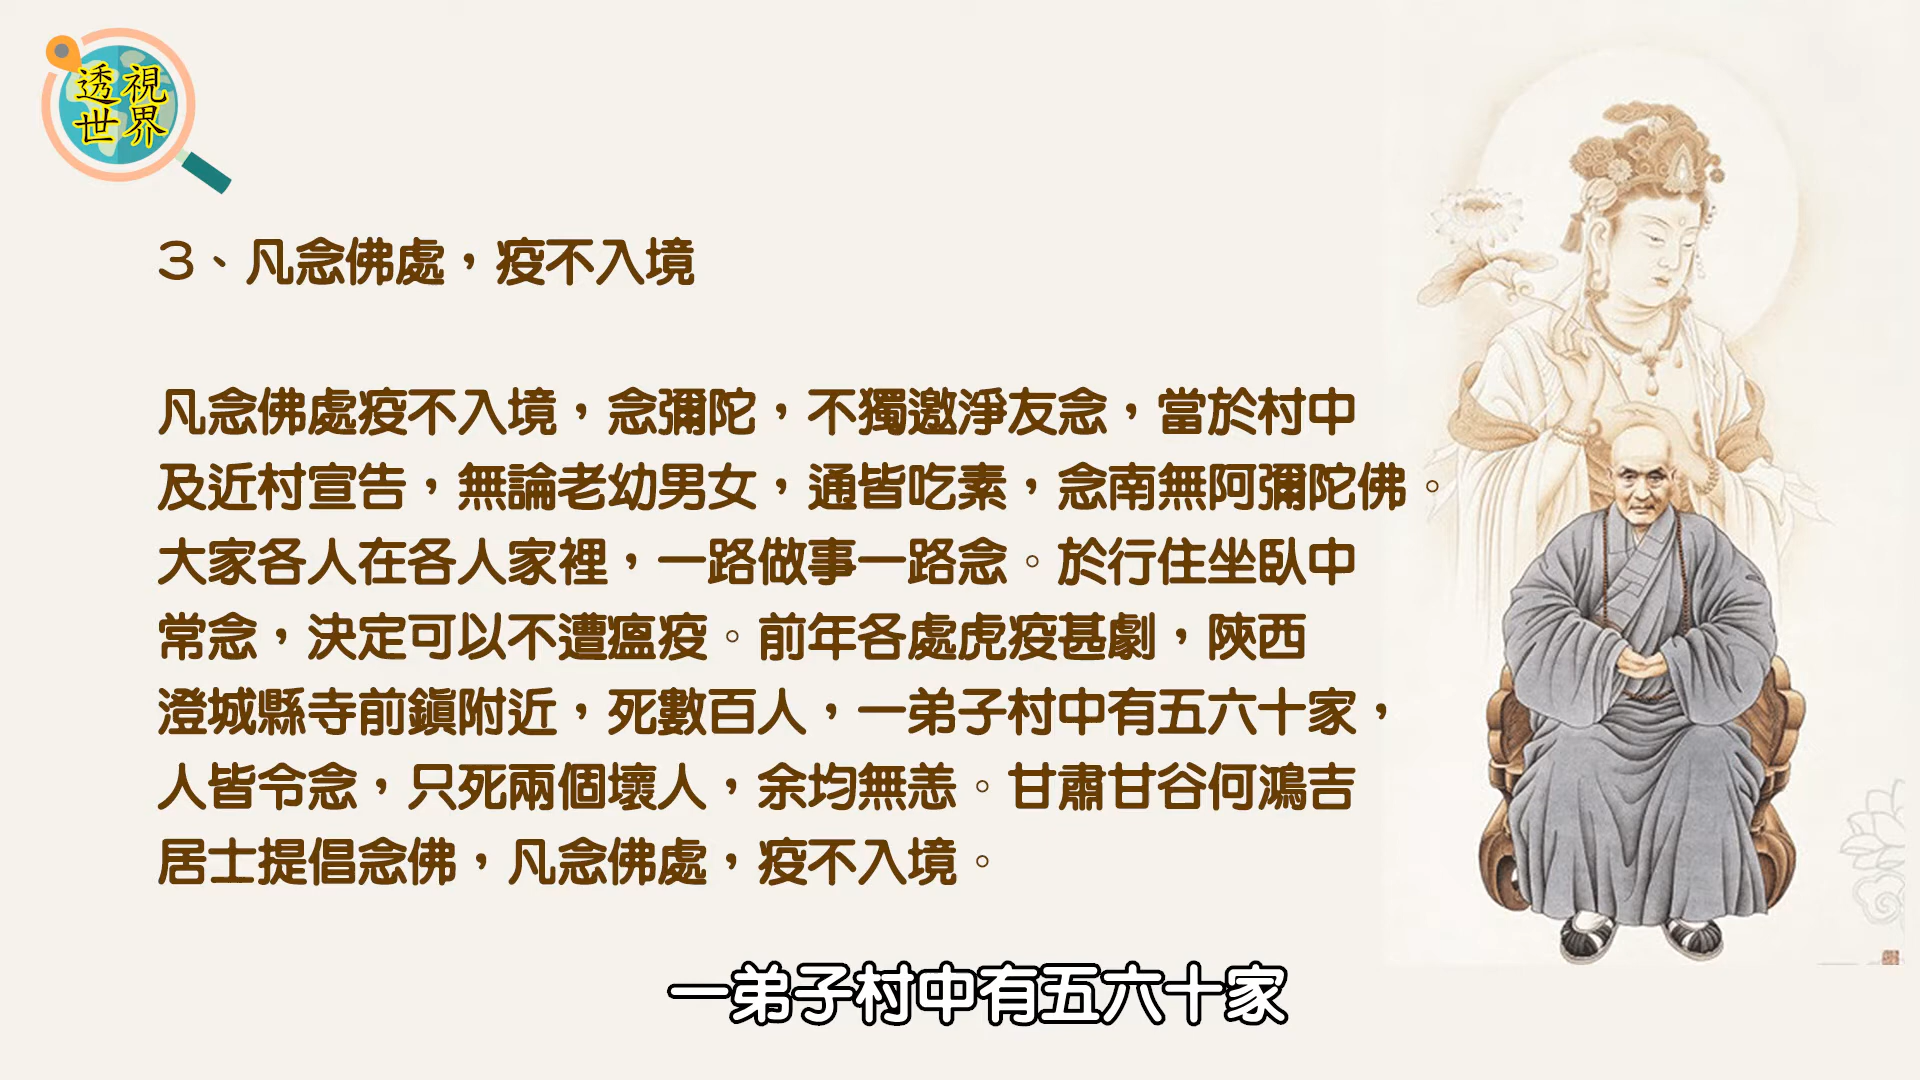 透視
世界
3、凡念佛處，疫不入境
凡念佛處疫不入境，念彌陀，不獨邀淨友念，當於村中
及近村宣告，無論老幼男女，通皆吃素，念南無阿彌陀佛。
大家各人在各人家裡，一路做事一路念。於行住坐臥中
常念，決定可以不遭瘟疫。前年各處虎疫甚劇，陝西
澄城縣寺前鎮附近，死數百人，一弟子村中有五六十家，
人皆令念，只死兩個壞人，余均無恙。甘肅甘谷何鴻吉
居士提倡念佛，凡念佛處，疫不入境。
一弟子村中有五六十家